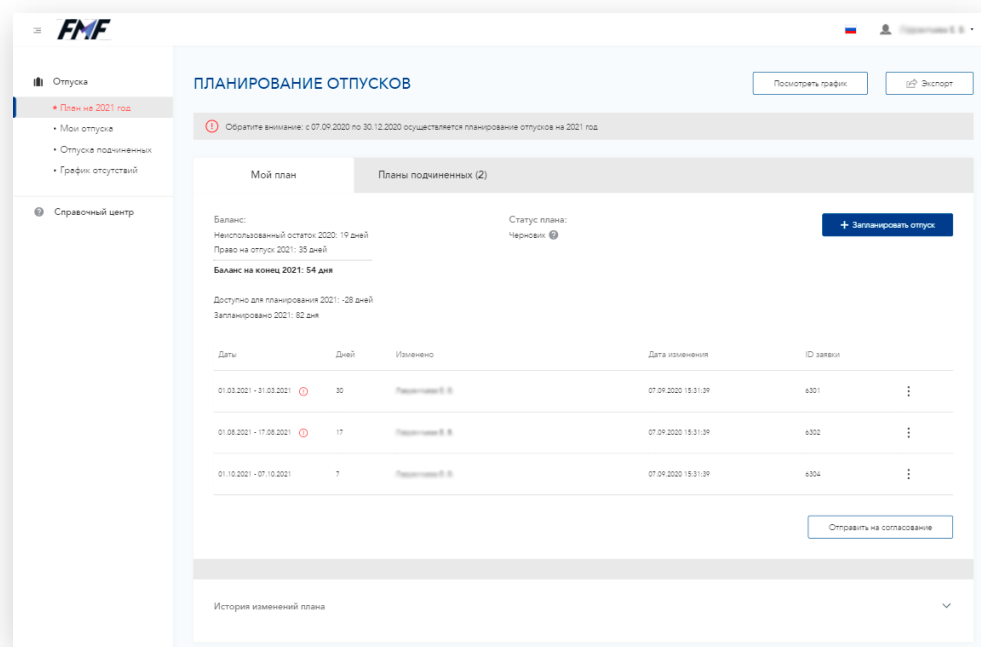 FMF
Отпуска
План на 2021 год
Мои отпуска
Отпуска подчиненных
График отсутствий
Справочный центр
ПЛАНИРОВАНИЕ ОТПУСКОВ
Посмотреть график
Экспорт
Обратите внимание: с 07.09.2020 по 30.12.2020 осуществляется планирование отпусков на 2021 год
Мой план
Планы подчиненных (2)
Баланс:
Неиспользованный остаток 2020: 19 дней
Право на отпуск 2021: 35 дней
Баланс на конец 2021: 54 дня
Доступно для планирования 2021: -28 дней
Запланировано 2021: 82 дня
Статус плана:
Черновик
+ Запланировать отпуск
Даты Дней Изменено Дата изменения ID заявки
01.03.2021 - 31.03.2021 30 07.09.2020 15:31:39 6301
01.08.2021 - 17.08.2021 17 07.09.2020 15:31:39 6302
01.10.2021 - 07.10.2021 7 07.09.2020 15:31:39 6304
Отправить на согласование
История изменений плана